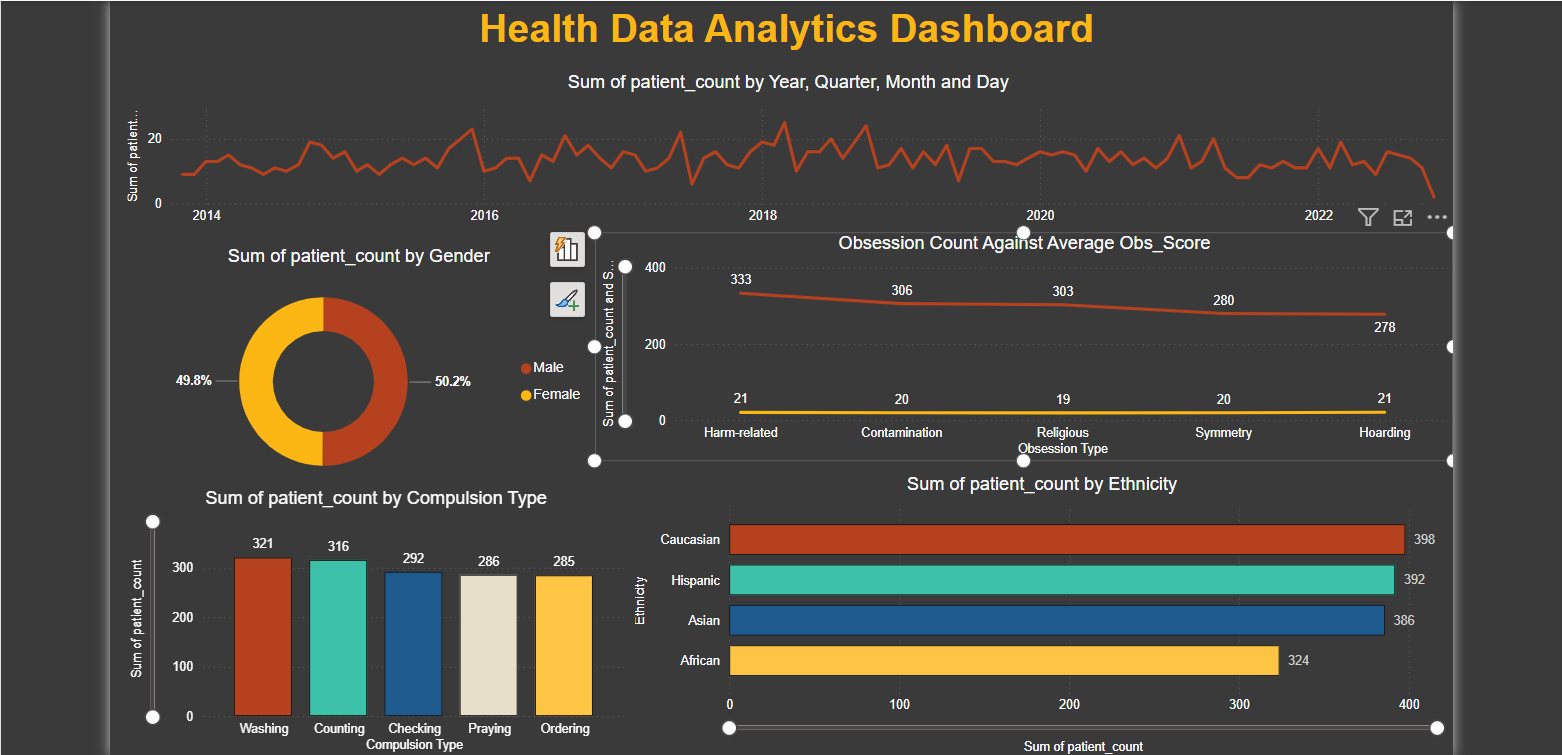 Health Data Analytics Dashboard
Sum of patient_count by Year, Quarter, Month and Day
Sum of patient...
20
0
2014 2016 2018 2020 2022
Sum of patient_count by Gender
49.8%
50.2%
Male
Female
Obsession Count Against Average Obs_Score
Sum of patient_count and S...
400
200
0
333 306 303 280 278
21 20 19 20 21
Harm-related Contamination Religious Symmetry Hoarding
Obsession Type
Sum of patient_count by Compulsion Type
Sum of patient_count
300
200
100
0
321 316 292 286 285
Washing Counting Checking Praying Ordering
Compulsion Type
Sum of patient_count by Ethnicity
Ethnicity
Caucasian 398
Hispanic 392
Asian 386
African 324
0 100 200 300 400
Sum of patient_count